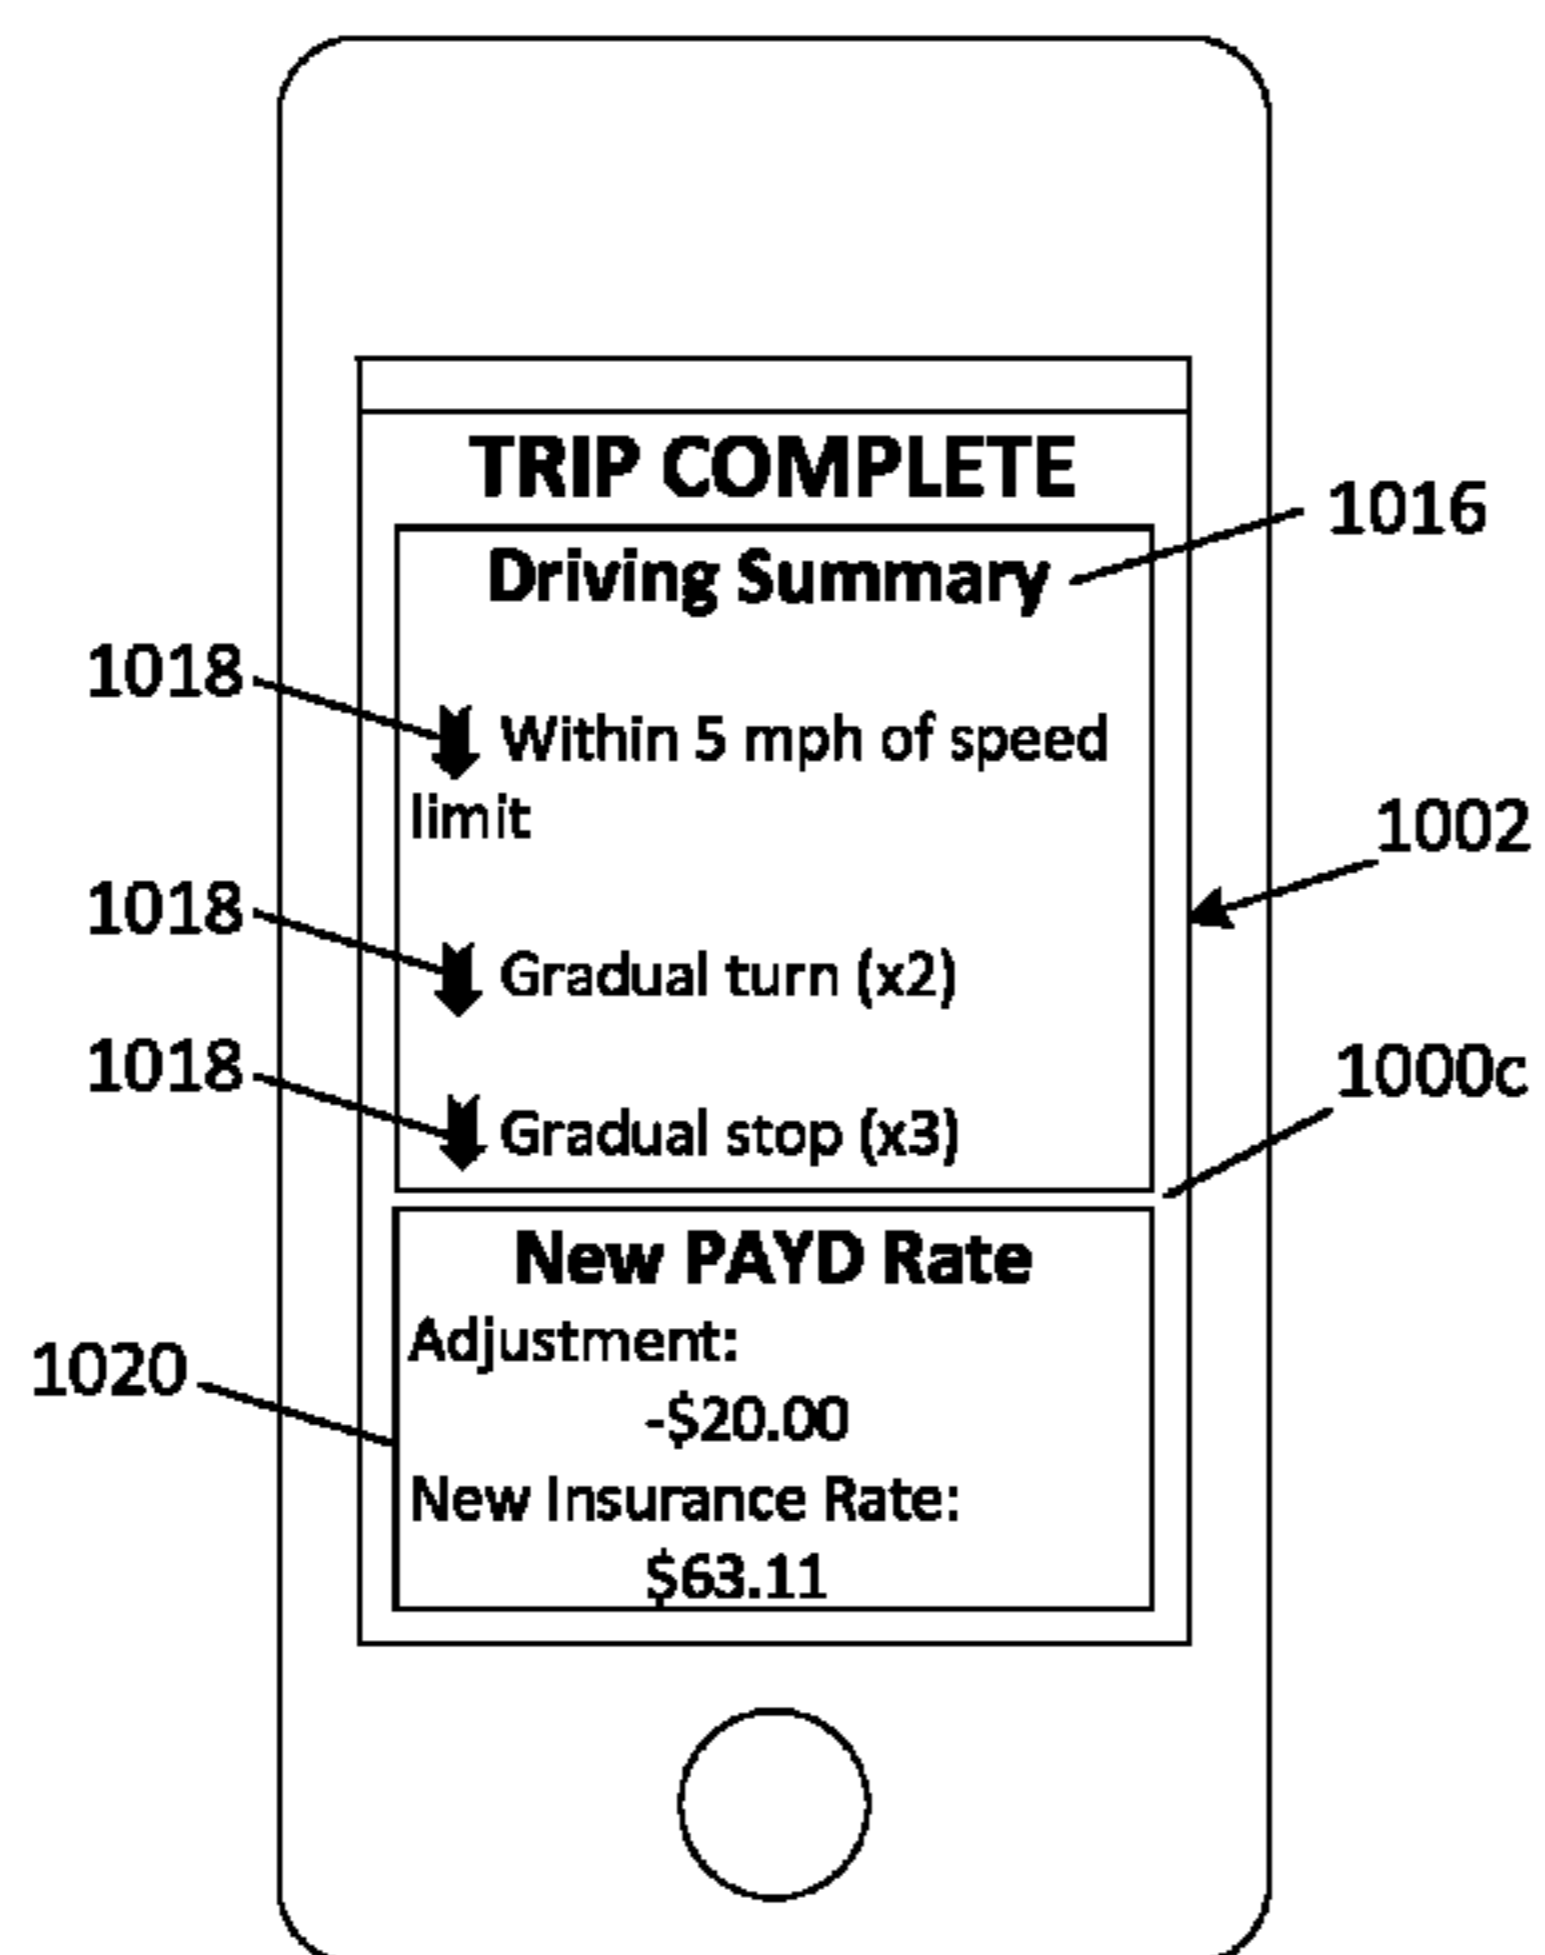 TRIP COMPLETE
1016
Driving Summary
1018
Within 5 mph of speed
limit
1002
1018
Gradual turn (x2)
1018
1000c
Gradual stop (x3)
New PAYD Rate
Adjustment:
1020
-$20.00
New Insurance Rate:
$63.11